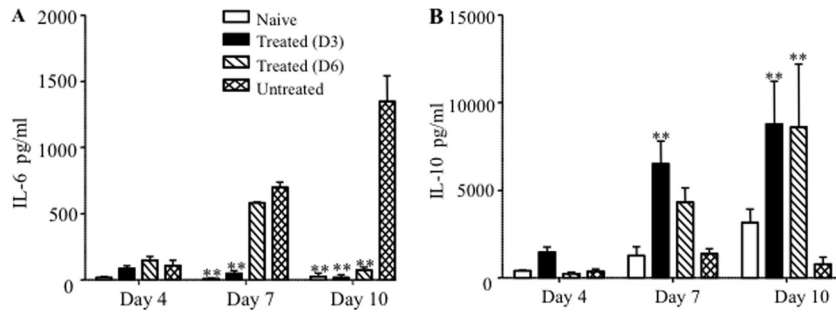 A
IL-6 pg/ml
2000
1500
1000
500
0
Naive
Treated (D3)
Treated (D6)
Untreated
** ** ** ** **
Day 4 Day 7 Day 10
B
IL-10 pg/ml
15000
10000
5000
0
** ** **
Day 4 Day 7 Day 10